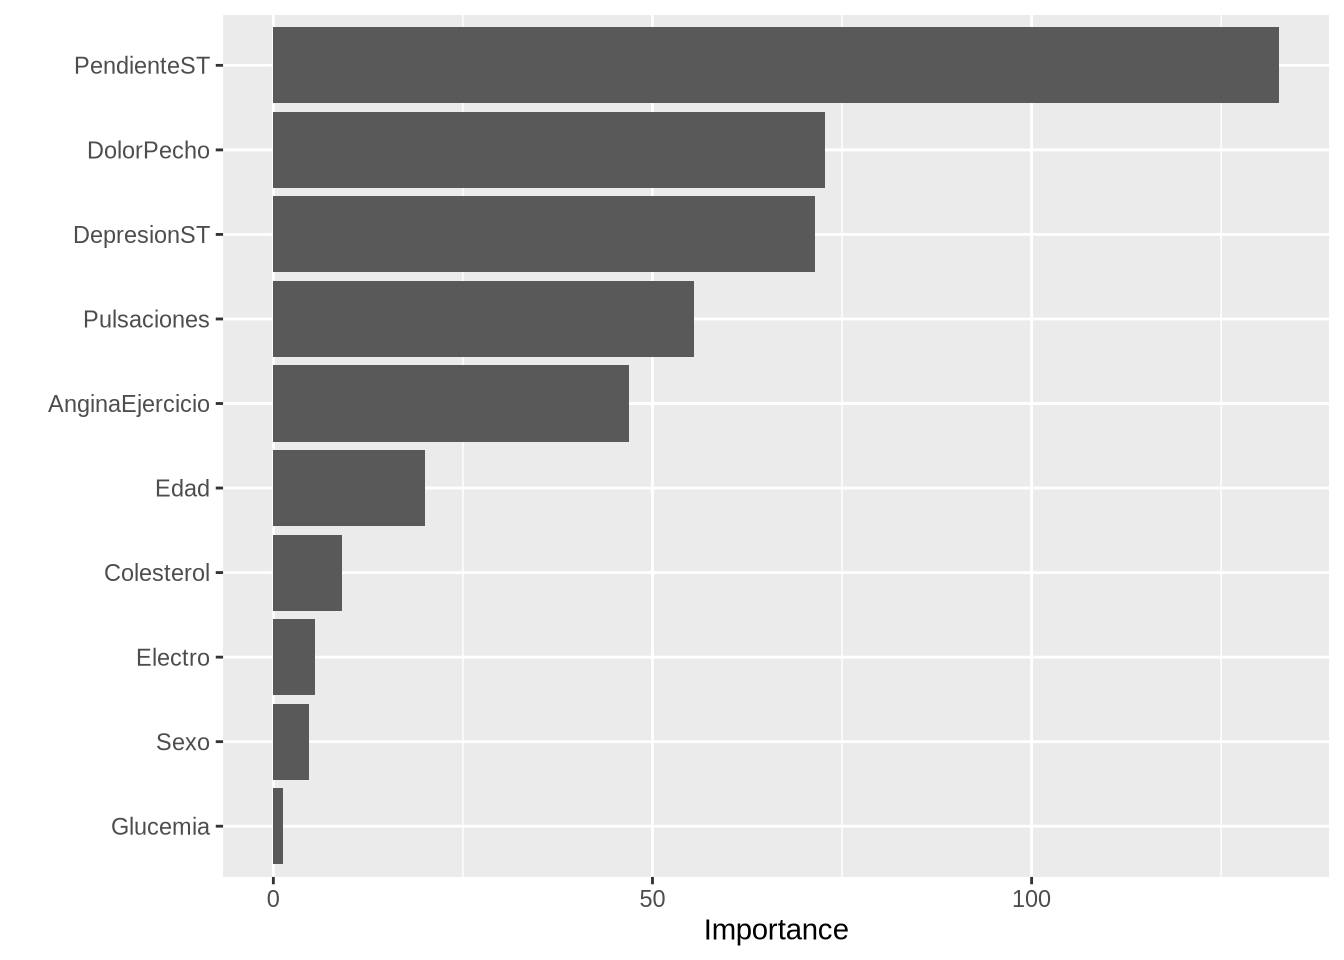 PendienteST
DolorPecho
DepresionST
Pulsaciones
AnginaEjercicio
Edad
Colesterol
Electro
Sexo
Glucemia
0 50 100
Importance